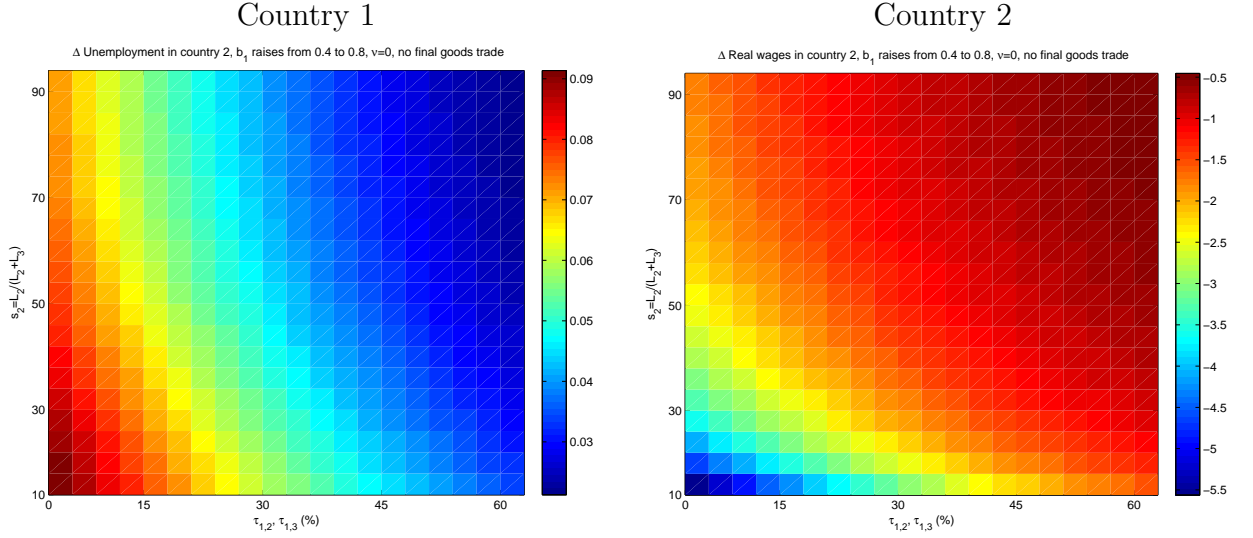 Country 1
Δ Unemployment in country 2, b1 raises from 0.4 to 0.8, ν=0, no final goods trade
90
70
50
30
10
s2=L2/(L2+L3)
0 15 30 45 60
τ1,2, τ1,3 (%)
0.09
0.08
0.07
0.06
0.05
0.04
0.03
Country 2
Δ Real wages in country 2, b1 raises from 0.4 to 0.8, ν=0, no final goods trade
90
70
50
30
10
s2=L2/(L2+L3)
0 15 30 45 60
τ1,2, τ1,3 (%)
−0.5
−1
−1.5
−2
−2.5
−3
−3.5
−4
−4.5
−5
−5.5